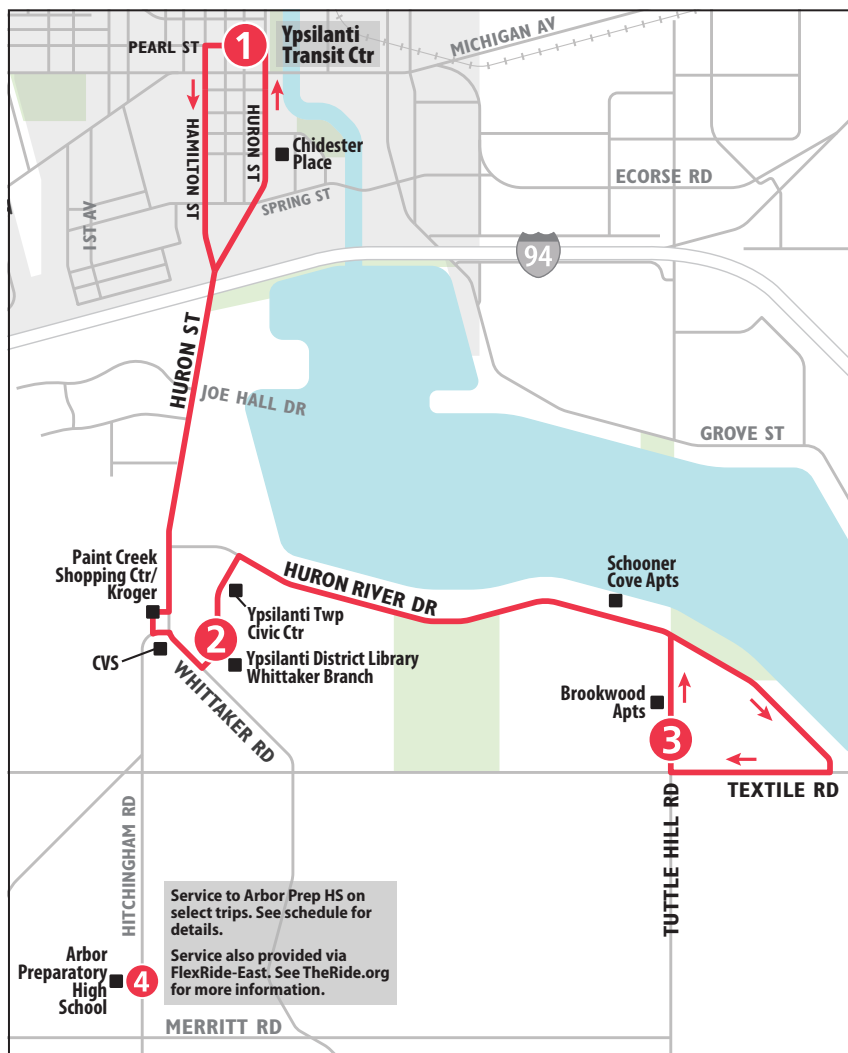 PEARL ST
1
Ypsilanti
Transit Ctr
MICHIGAN AV
HAMILTON ST
HURON ST
Chidester
Place
ECORSE RD
SPRING ST
1ST AV
94
HURON ST
JOE HALL DR
GROVE ST
Paint Creek
Shopping Ctr/
Kroger
HURON RIVER DR
Schooner
Cove Apts
Ypsilanti Twp
Civic Ctr
2
CVS
Ypsilanti District Library
Whittaker Branch
WHITTAKER RD
Brookwood
Apts
3
TEXTILE RD
HITCHINGHAM RD
TUTTLE HILL RD
Service to Arbor Prep HS on
select trips. See schedule for
details.
Service also provided via
FlexRide-East. See TheRide.org
for more information.
Arbor
Preparatory
High
School
4
MERRITT RD